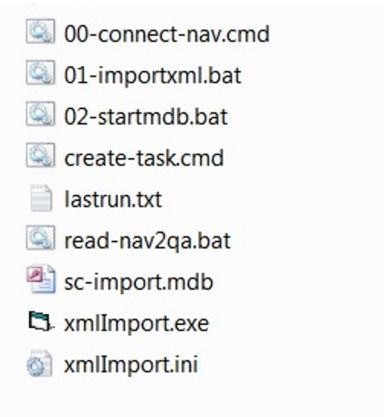 00-connect-nav.cmd
01-importxml.bat
02-startmdb.bat
create-task.cmd
lastrun.txt
read-nav2qa.bat
sc-import.mdb
xmlImport.exe
xmlImport.ini